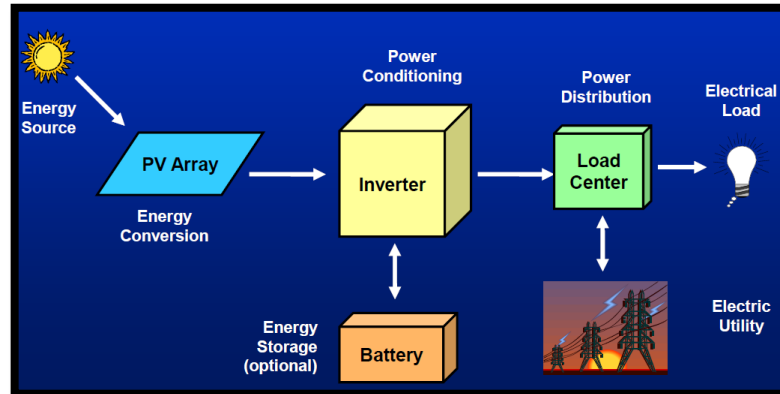 Power
Conditioning
Power
Distribution
Electrical
Load
Energy
Source
PV Array
Inverter
Load
Center
Energy
Conversion
Energy
Storage
(optional)
Battery
Electric
Utility